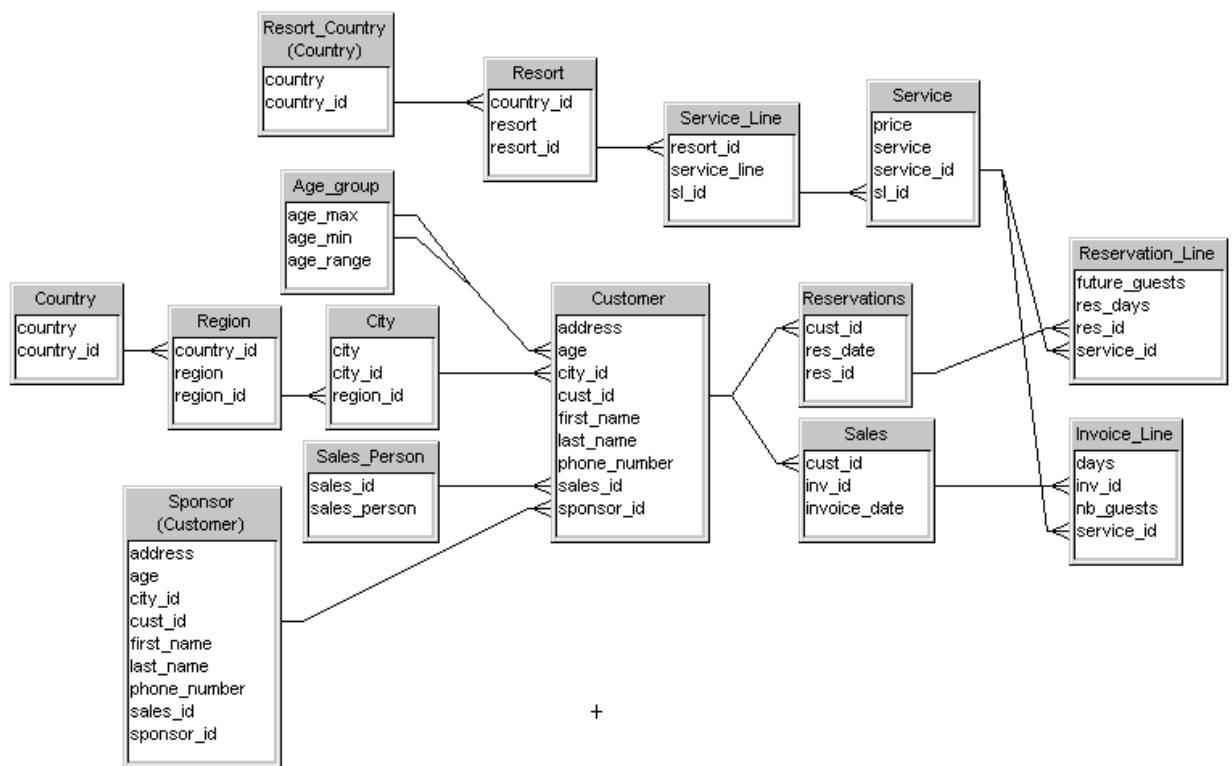 Resort_Country
(Country)
country
country_id
Resort
country_id
resort
resort_id
Service_Line
resort_id
service_line
sl_id
Service
price
service
service_id
sl_id
Age_group
age_max
age_min
age_range
Country
country
country_id
Region
country_id
region
region_id
City
city
city_id
region_id
Customer
address
age
city_id
cust_id
first_name
last_name
phone_number
sales_id
sponsor_id
Reservations
cust_id
res_date
res_id
Reservation_Line
future_guests
res_days
res_id
service_id
Sales_Person
sales_id
sales_person
Sales
cust_id
inv_id
invoice_date
Invoice_Line
days
inv_id
nb_guests
service_id
Sponsor
(Customer)
address
age
city_id
cust_id
first_name
last_name
phone_number
sales_id
sponsor_id